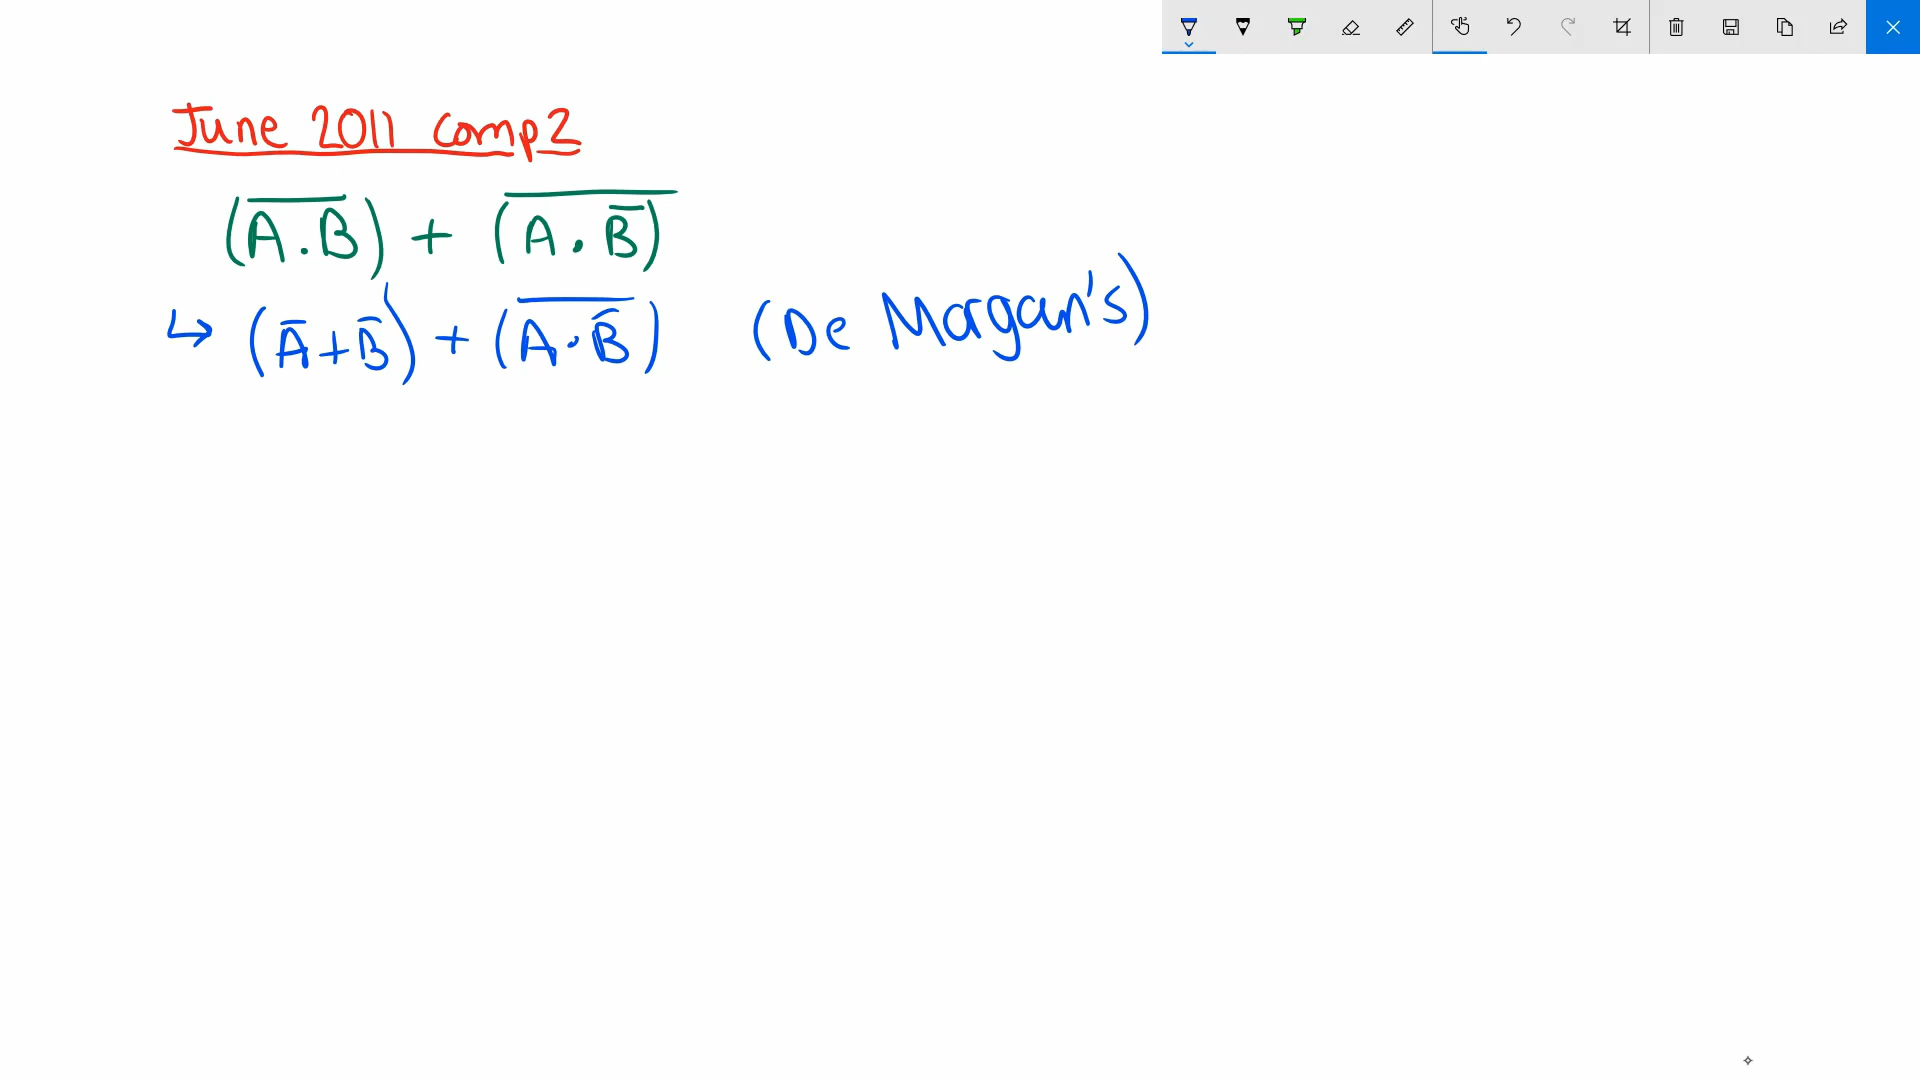 June 2011 comp2
(A̅.̅B̅) + (̅A̅ ̅.̅ ̅B̿)̅
↳ (A̅+B̅) + (A̅.̅B̿) (De Morgan's)